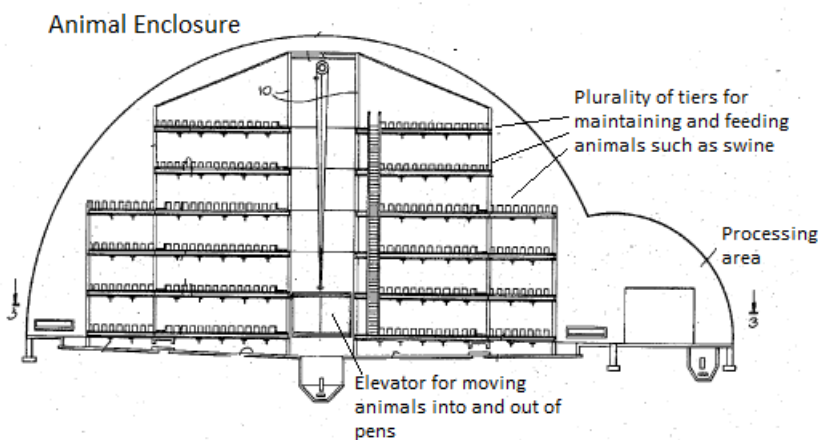 Animal Enclosure
10
Plurality of tiers for
maintaining and feeding
animals such as swine
Processing
area
3
Elevator for moving
animals into and out of
pens